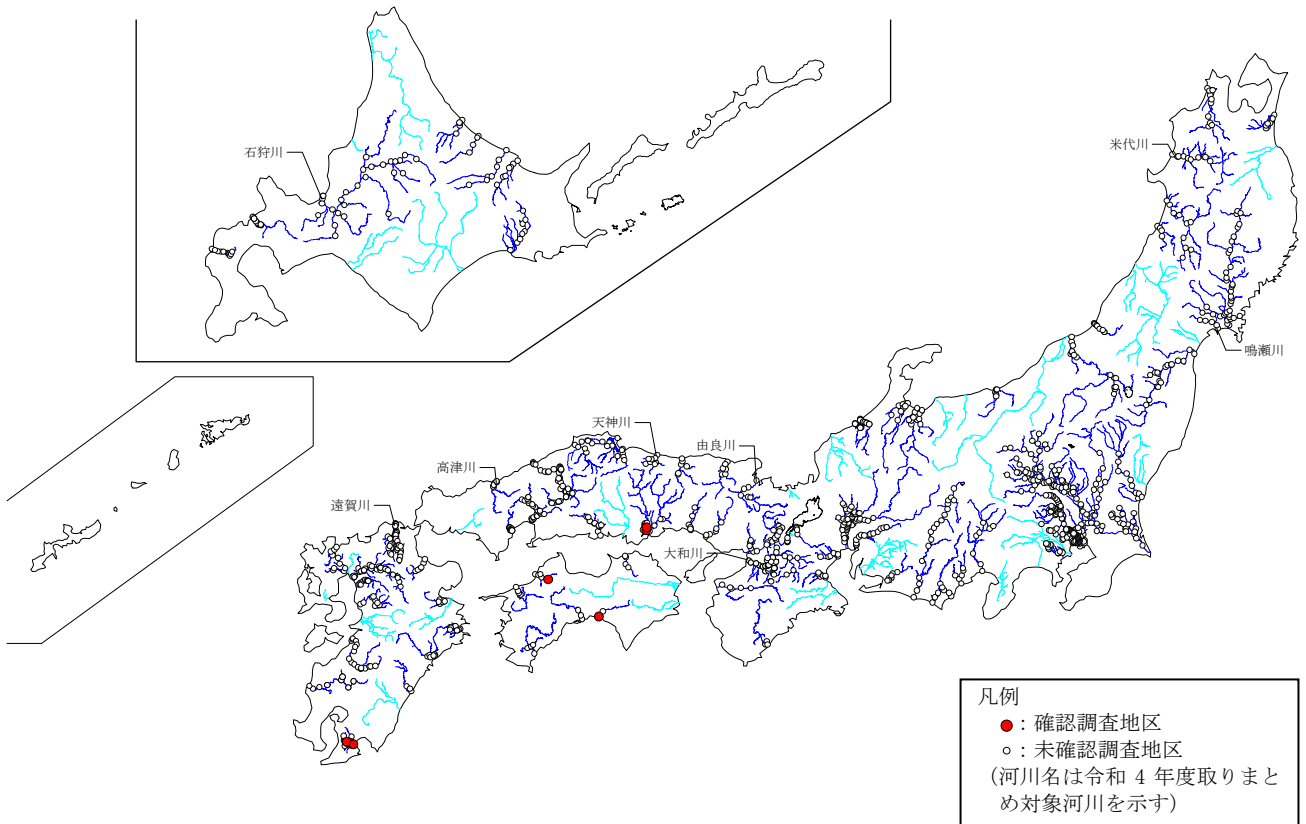 石狩川
米代川
鳴瀬川
天神川
由良川
高津川
遠賀川
大和川
凡例
：確認調査地区
：未確認調査地区
（河川名は令和 4 年度取りまと
め対象河川を示す）